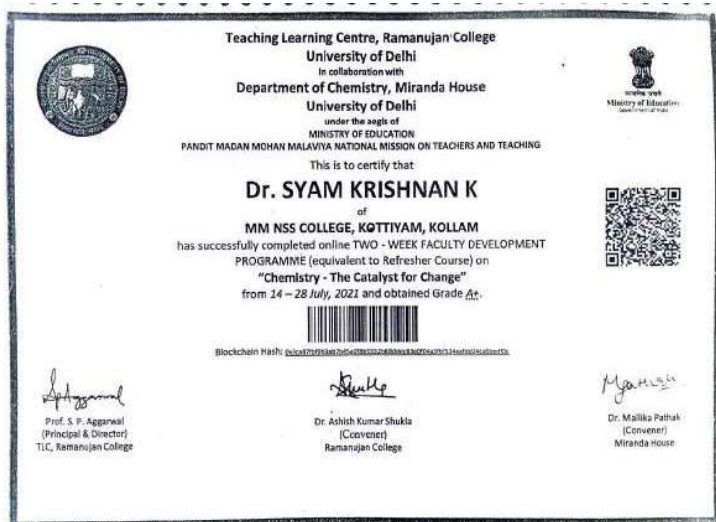 Teaching Learning Centre, Ramanujan College
University of Delhi
in collaboration with
Department of Chemistry, Miranda House
University of Delhi
under the aegis of
MINISTRY OF EDUCATION
PANDIT MADAN MOHAN MALAVIYA NATIONAL MISSION ON TEACHERS AND TEACHING
Ministry of Education
Government of India
This is to certify that
Dr. SYAM KRISHNAN K
of
MM NSS COLLEGE, KOTTIYAM, KOLLAM
has successfully completed online TWO - WEEK FACULTY DEVELOPMENT
PROGRAMME (equivalent to Refresher Course) on
"Chemistry - The Catalyst for Change"
from 14 – 28 July, 2021 and obtained Grade A+.
Blockchain Hash:
Prof. S. P. Aggarwal
(Principal & Director)
TLC, Ramanujan College
Dr. Ashish Kumar Shukla
(Convener)
Ramanujan College
Dr. Mallika Pathak
(Convener)
Miranda House